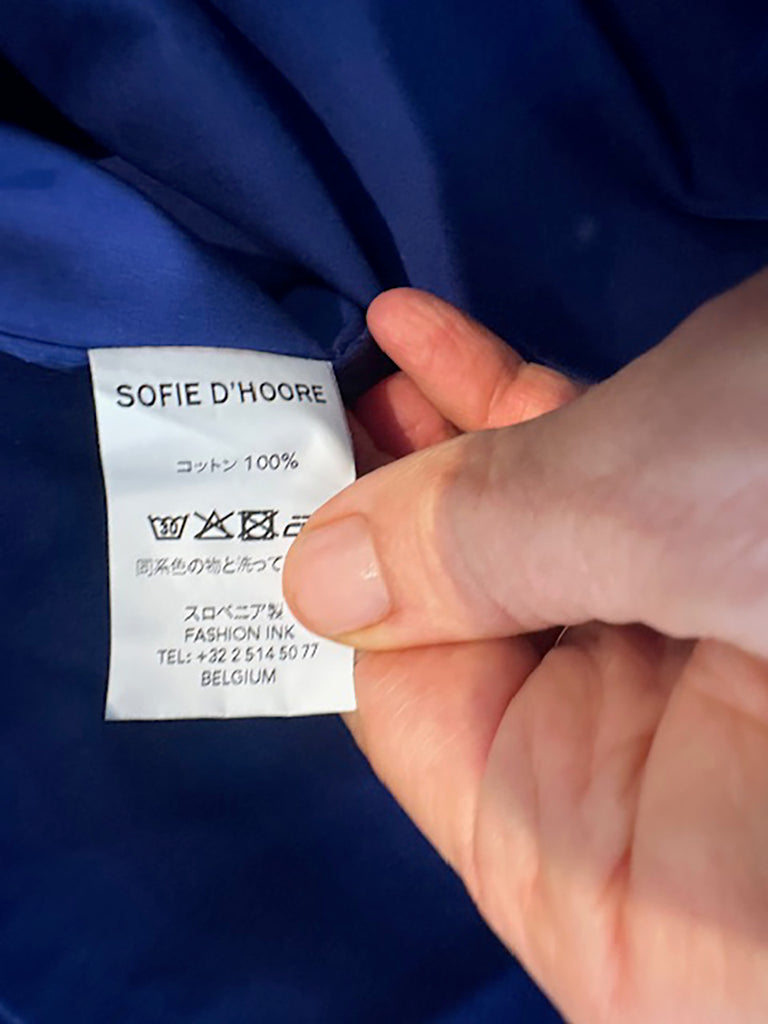 SOFIE D'HOORE
コットン 100%
30
同系色の物と洗って
スロベニア製
FASHION INK
TEL: +32 2 514 50 77
BELGIUM